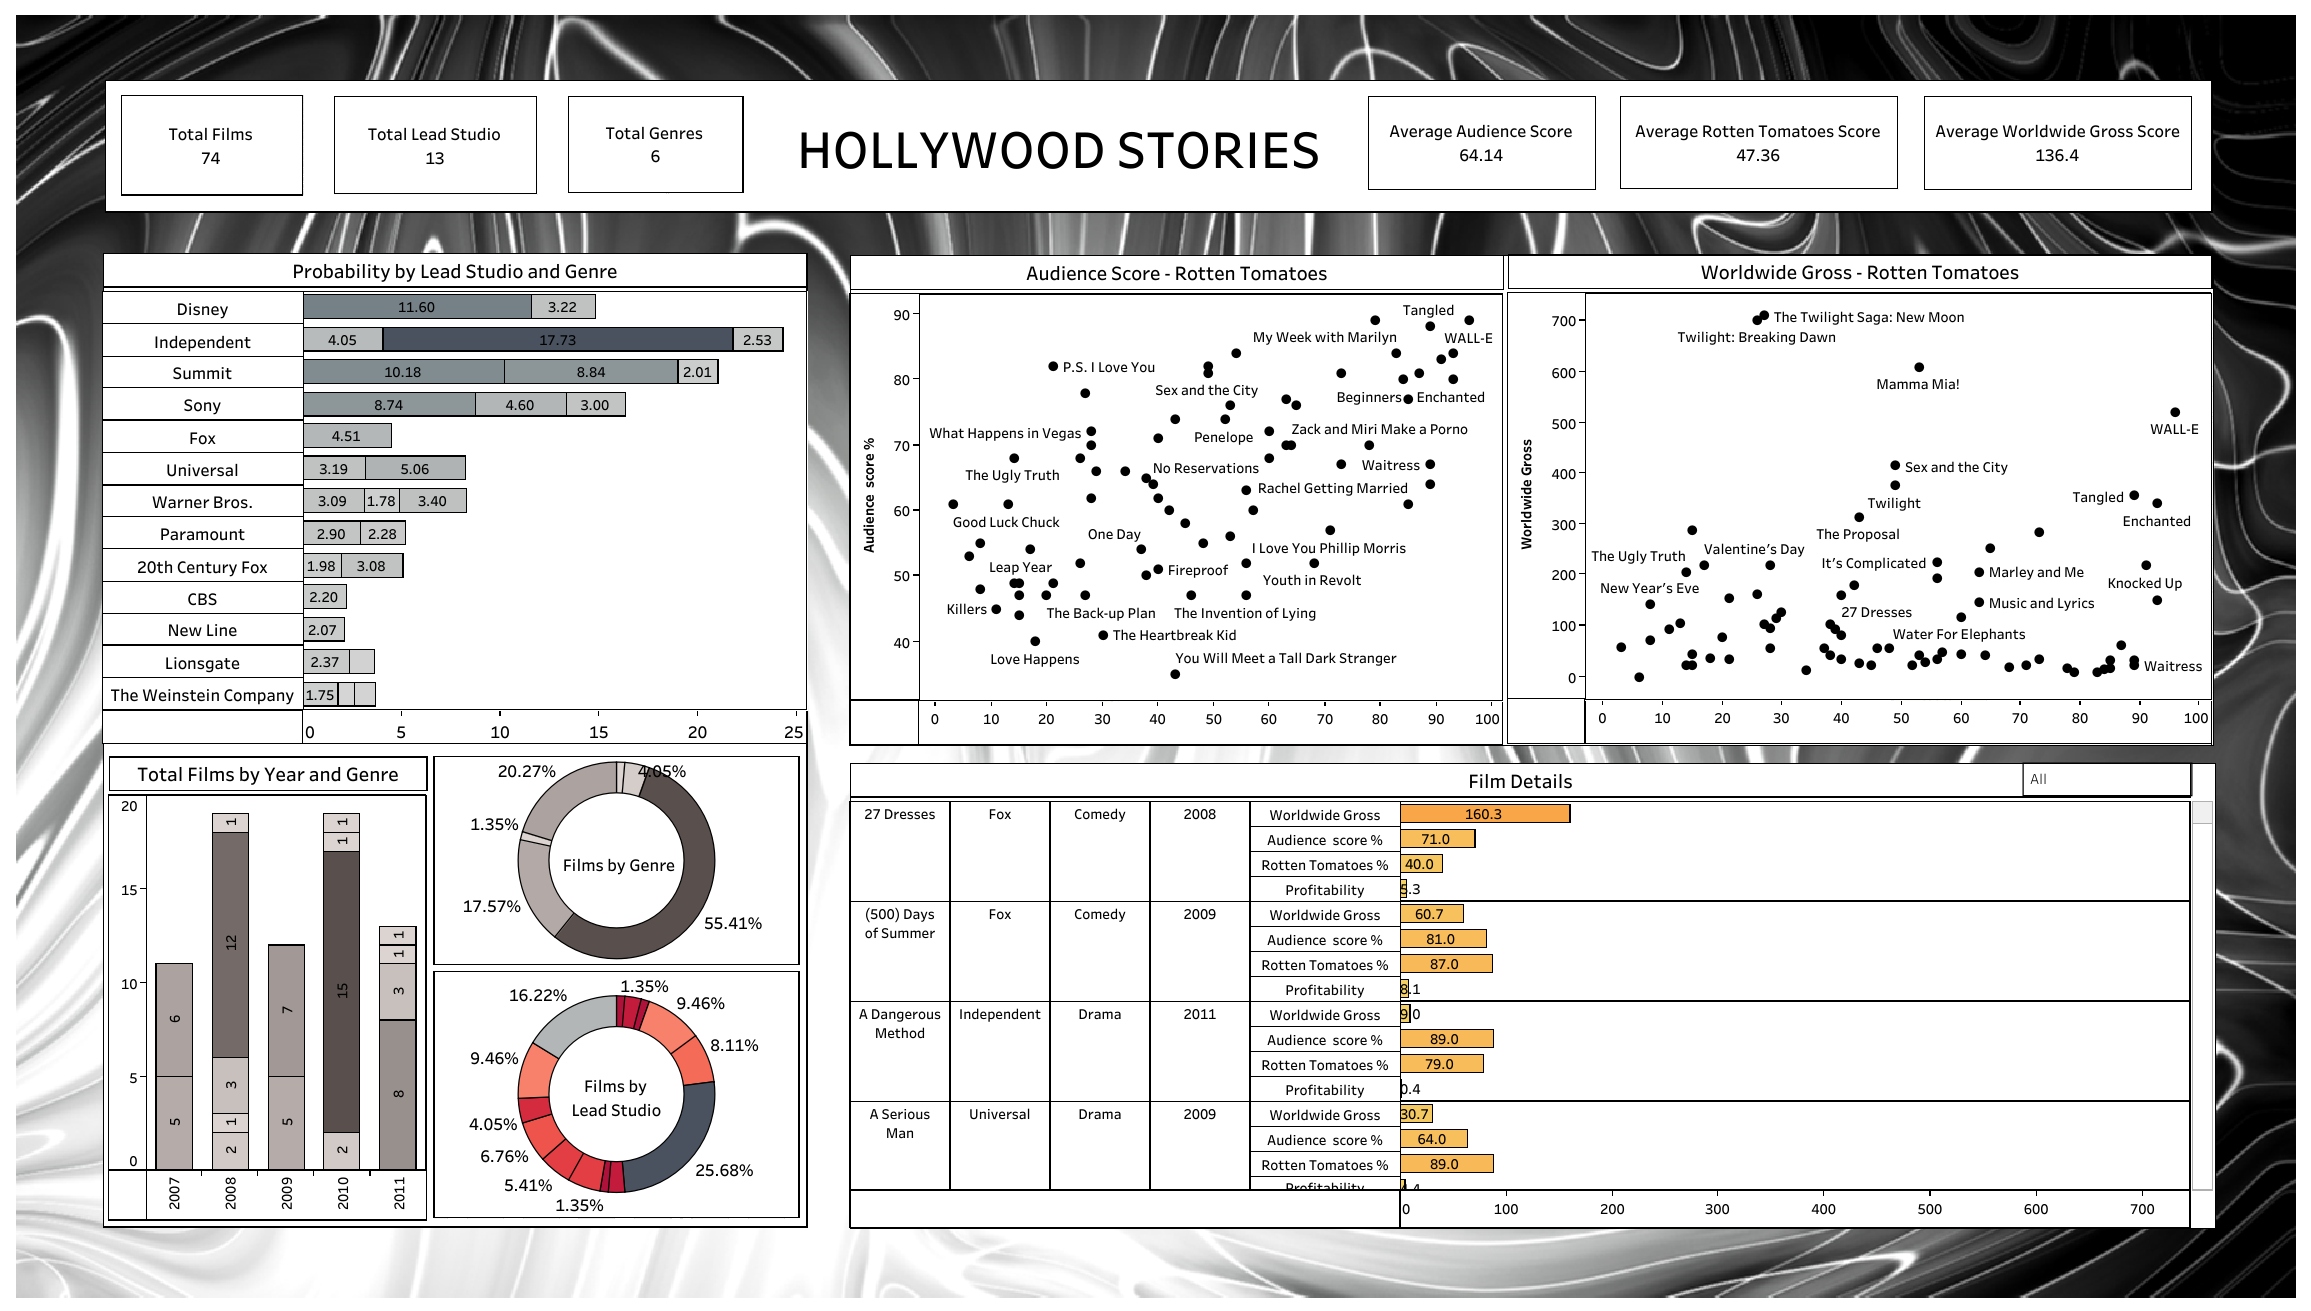 Total Films
74
Total Lead Studio
13
Total Genres
6
HOLLYWOOD STORIES
Average Audience Score
64.14
Average Rotten Tomatoes Score
47.36
Average Worldwide Gross Score
136.4
Probability by Lead Studio and Genre
Disney 11.60 3.22
Independent 4.05 17.73 2.53
Summit 10.18 8.84 2.01
Sony 8.74 4.60 3.00
Fox 4.51
Universal 3.19 5.06
Warner Bros. 3.09 1.78 3.40
Paramount 2.90 2.28
20th Century Fox 1.98 3.08
CBS 2.20
New Line 2.07
Lionsgate 2.37
The Weinstein Company 1.75
0 5 10 15 20 25
Audience Score - Rotten Tomatoes
Audience score %
90
80
70
60
50
40
Tangled
My Week with Marilyn
WALL-E
P.S. I Love You
Sex and the City
Beginners
Enchanted
What Happens in Vegas
Penelope
Zack and Miri Make a Porno
The Ugly Truth
No Reservations
Waitress
Rachel Getting Married
Good Luck Chuck
One Day
I Love You Phillip Morris
Leap Year
Fireproof
Youth in Revolt
Killers
The Back-up Plan
The Invention of Lying
The Heartbreak Kid
Love Happens
You Will Meet a Tall Dark Stranger
0 10 20 30 40 50 60 70 80 90 100
Worldwide Gross - Rotten Tomatoes
Worldwide Gross
700
600
500
400
300
200
100
0
The Twilight Saga: New Moon
Twilight: Breaking Dawn
Mamma Mia!
WALL-E
Sex and the City
Twilight
Tangled
Enchanted
The Proposal
The Ugly Truth
Valentine's Day
It's Complicated
Marley and Me
Knocked Up
New Year's Eve
27 Dresses
Music and Lyrics
Water For Elephants
Waitress
0 10 20 30 40 50 60 70 80 90 100
Total Films by Year and Genre
20
15
10
5
0
6
5
1
12
3
1
2
7
5
1
1
15
2
1
1
3
8
2007 2008 2009 2010 2011
20.27%
4.05%
1.35%
Films by Genre
17.57%
55.41%
16.22%
1.35%
9.46%
8.11%
9.46%
Films by
Lead Studio
4.05%
6.76%
25.68%
5.41%
1.35%
Film Details
All
27 Dresses Fox Comedy 2008
Worldwide Gross 160.3
Audience score % 71.0
Rotten Tomatoes % 40.0
Profitability 5.3
(500) Days
of Summer
Fox Comedy 2009
Worldwide Gross 60.7
Audience score % 81.0
Rotten Tomatoes % 87.0
Profitability 8.1
A Dangerous
Method
Independent Drama 2011
Worldwide Gross 9.0
Audience score % 89.0
Rotten Tomatoes % 79.0
Profitability 0.4
A Serious
Man
Universal Drama 2009
Worldwide Gross 30.7
Audience score % 64.0
Rotten Tomatoes % 89.0
Profitability
0 100 200 300 400 500 600 700